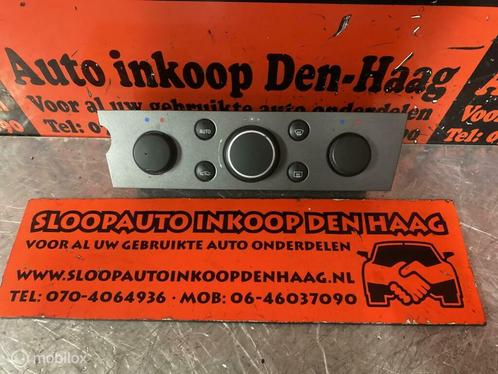 Auto inkoop Den-Haag
Voor al uw gebruikte auto onderdelen
Tel: 0
AUTO
SLOOPAUTO INKOOP DEN HAAG
VOOR AL UW GEBRUIKTE AUTO ONDERDELEN
WWW.SLOOPAUTOINKOOPDENHAAG.NL
TEL: 070-4064936 · MOB: 06-46037090
© mobilox